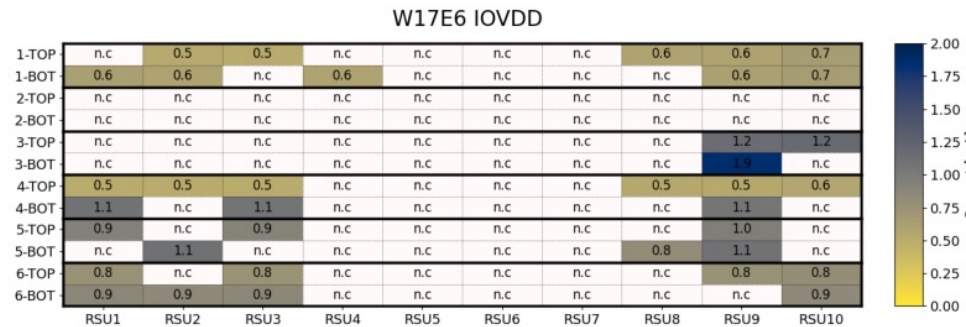 W17E6 IOVDD
1-TOP n.c 0.5 0.5 n.c n.c n.c n.c 0.6 0.6 0.7
1-BOT 0.6 0.6 n.c 0.6 n.c n.c n.c n.c 0.6 0.7
2-TOP n.c n.c n.c n.c n.c n.c n.c n.c n.c n.c
2-BOT n.c n.c n.c n.c n.c n.c n.c n.c n.c n.c
3-TOP n.c n.c n.c n.c n.c n.c n.c n.c 1.2 1.2
3-BOT n.c n.c n.c n.c n.c n.c n.c n.c 1.9 n.c
4-TOP 0.5 0.5 0.5 n.c n.c n.c n.c 0.5 0.5 0.6
4-BOT 1.1 n.c 1.1 n.c n.c n.c n.c n.c 1.1 n.c
5-TOP 0.9 n.c 0.9 n.c n.c n.c n.c n.c 1.0 n.c
5-BOT n.c 1.1 n.c n.c n.c n.c n.c 0.8 1.1 n.c
6-TOP 0.8 n.c 0.8 n.c n.c n.c n.c n.c 0.8 0.8
6-BOT 0.9 0.9 0.9 n.c n.c n.c n.c n.c n.c 0.9
RSU1 RSU2 RSU3 RSU4 RSU5 RSU6 RSU7 RSU8 RSU9 RSU10
2.00
1.75
1.50
1.25
1.00
0.75
0.50
0.25
0.00